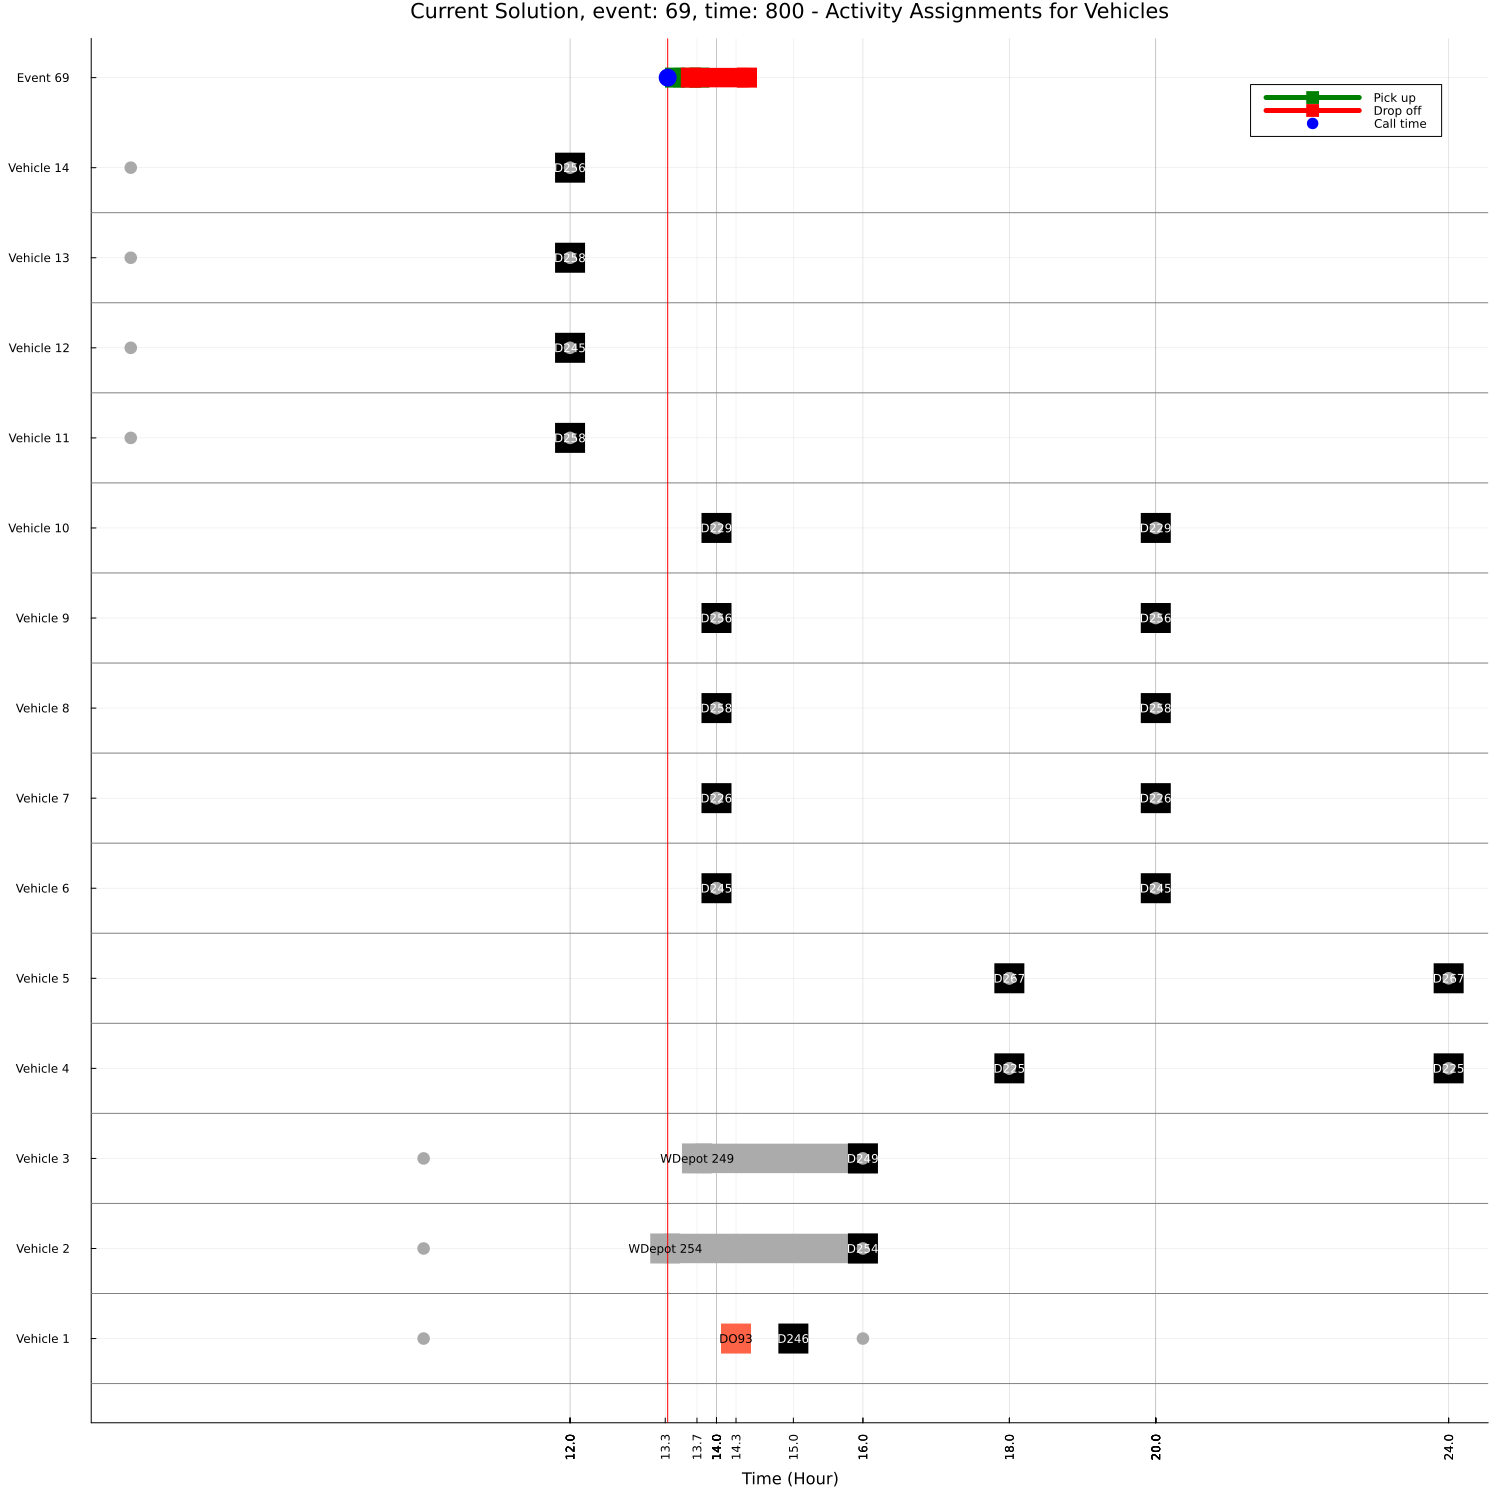 Current Solution, event: 69, time: 800 - Activity Assignments for Vehicles
Event 69
Pick up
Drop off
Call time
Vehicle 14
D256
Vehicle 13
D258
Vehicle 12
D245
Vehicle 11
D258
Vehicle 10
D229
D229
Vehicle 9
D256
D256
Vehicle 8
D258
D258
Vehicle 7
D226
D226
Vehicle 6
D245
D245
Vehicle 5
D267
D267
Vehicle 4
D225
D225
Vehicle 3
WDepot 249
D249
Vehicle 2
WDepot 254
D254
Vehicle 1
DO93
D246
12.0
13.3
13.7
14.0
14.3
15.0
16.0
18.0
20.0
24.0
Time (Hour)